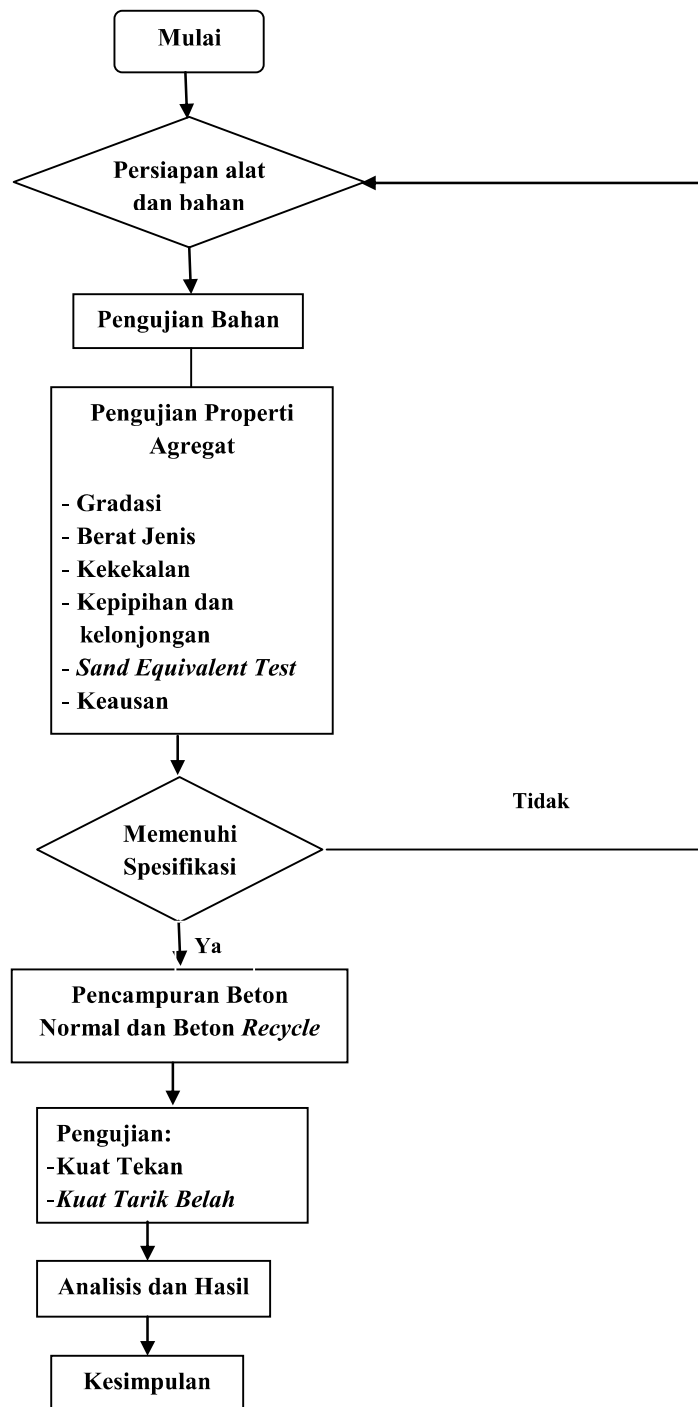 Mulai
Persiapan alat
dan bahan
Pengujian Bahan
Pengujian Properti
Agregat
- Gradasi
- Berat Jenis
- Kekekalan
- Kepipihan dan
kelonjongan
- Sand Equivalent Test
- Keausan
Tidak
Memenuhi
Spesifikasi
Ya
Pencampuran Beton
Normal dan Beton Recycle
Pengujian:
-Kuat Tekan
-Kuat Tarik Belah
Analisis dan Hasil
Kesimpulan